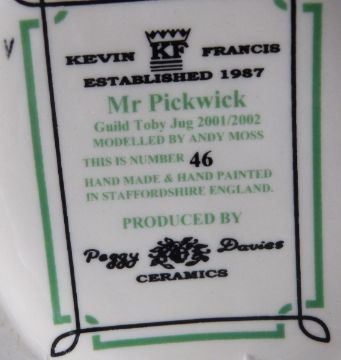 KEVIN KF FRANCIS
ESTABLISHED 1987
Mr Pickwick
Guild Toby Jug 2001/2002
MODELLED BY ANDY MOSS
THIS IS NUMBER 46
HAND MADE & HAND PAINTED
IN STAFFORDSHIRE ENGLAND.
PRODUCED BY
Peggy Davies
CERAMICS